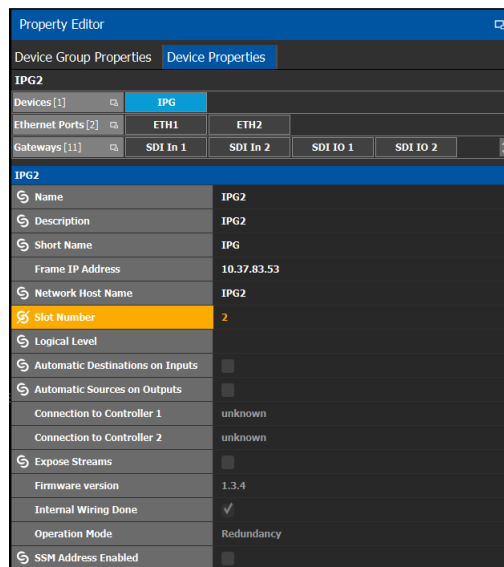 Property Editor
Device Group Properties Device Properties
IPG2
Devices [1] IPG
Ethernet Ports [2] ETH1 ETH2
Gateways [11] SDI In 1 SDI In 2 SDI IO 1 SDI IO 2
IPG2
Name IPG2
Description IPG2
Short Name IPG
Frame IP Address 10.37.83.53
Network Host Name IPG2
Slot Number 2
Logical Level
Automatic Destinations on Inputs
Automatic Sources on Outputs
Connection to Controller 1 unknown
Connection to Controller 2 unknown
Expose Streams
Firmware version 1.3.4
Internal Wiring Done
Operation Mode Redundancy
SSM Address Enabled